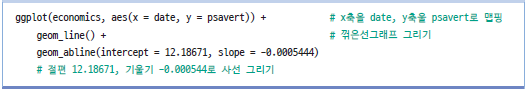 ggplot(economics, aes(x = date, y = psavert)) + # x축을 date, y축을 psavert로 맵핑
geom_line() + # 꺾은선그래프 그리기
geom_abline(intercept = 12.18671, slope = -0.0005444)
# 절편 12.18671, 기울기 -0.000544로 사선 그리기